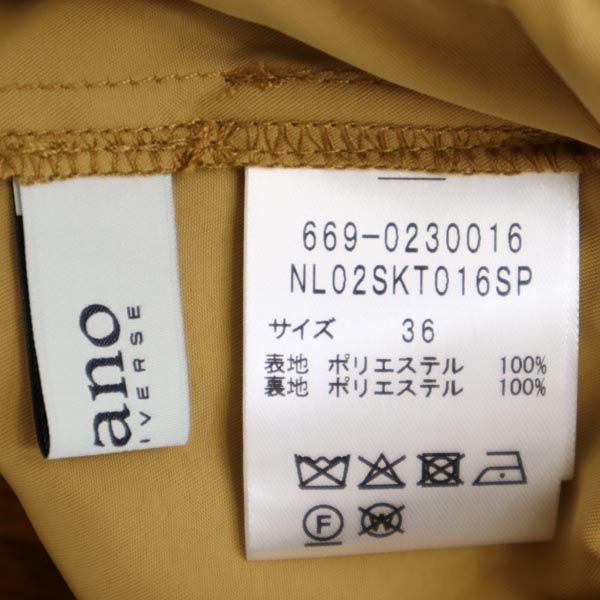 ano
IVERSE
669-0230016
NL02SKT016SP
サイズ 36
表地 ポリエステル 100%
裏地 ポリエステル 100%
F
W